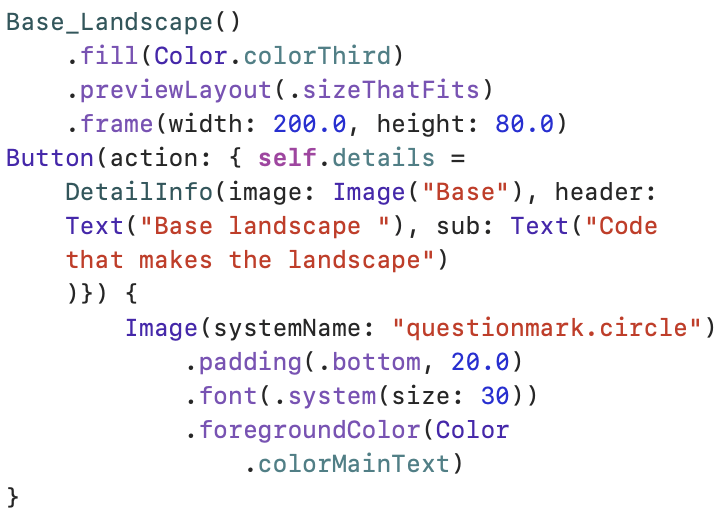 Base_Landscape()
.fill(Color.colorThird)
.previewLayout(.sizeThatFits)
.frame(width: 200.0, height: 80.0)
Button(action: { self.details =
DetailInfo(image: Image("Base"), header:
Text("Base landscape "), sub: Text("Code
that makes the landscape")
)}) {
Image(systemName: "questionmark.circle")
.padding(.bottom, 20.0)
.font(.system(size: 30))
.foregroundColor(Color
.colorMainText)
}